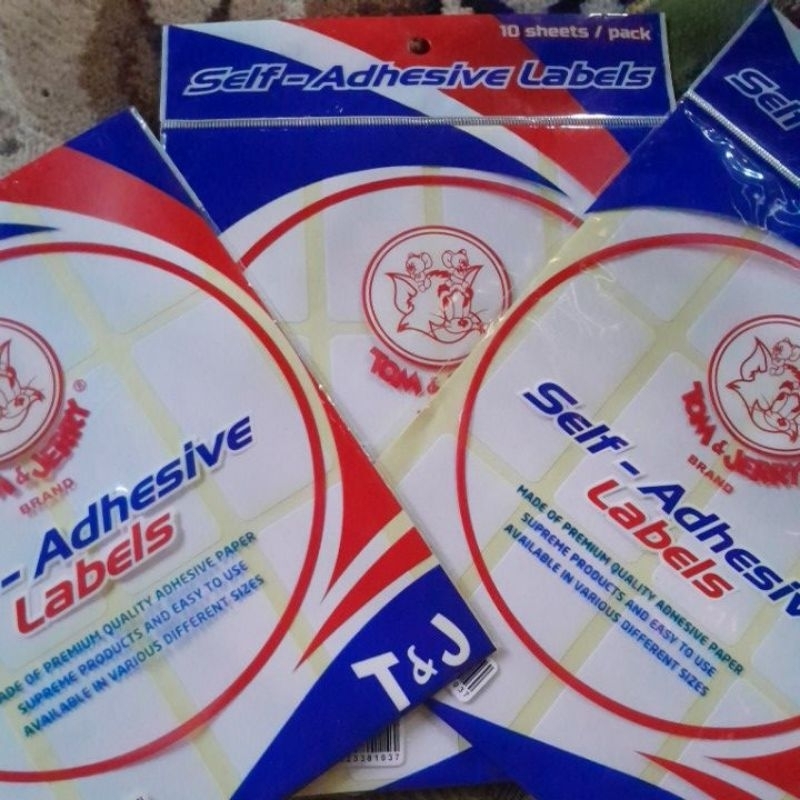 10 sheets / pack
Self - Adhesive Labels
Self
TOM &
TOM & JERRY
BRAND
Self - Adhesiv
Labels
MADE OF PREMIUM QUALITY ADHESIVE PAPER
SUPREME PRODUCTS AND EASY TO USE
AVAILABLE IN VARIOUS DIFFERENT SIZES
M & JERRY®
BRAND
- Adhesive
Labels
MADE OF PREMIUM QUALITY ADHESIVE PAPER
SUPREME PRODUCTS AND EASY TO USE
AVAILABLE IN VARIOUS DIFFERENT SIZES
T&J